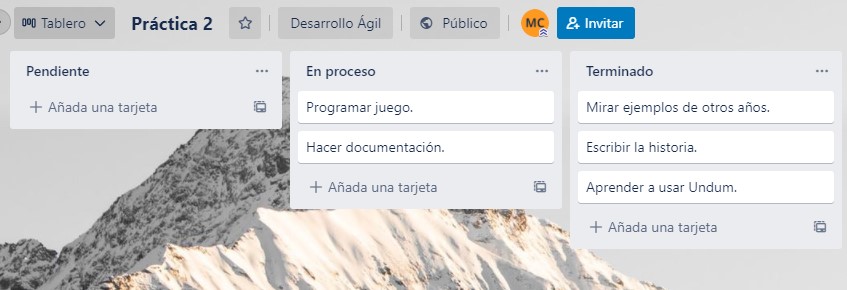 Tablero Práctica 2 Desarrollo Ágil Público MC Invitar
Pendiente
Añada una tarjeta
En proceso
Programar juego.
Hacer documentación.
Añada una tarjeta
Terminado
Mirar ejemplos de otros años.
Escribir la historia.
Aprender a usar Undum.
Añada una tarjeta